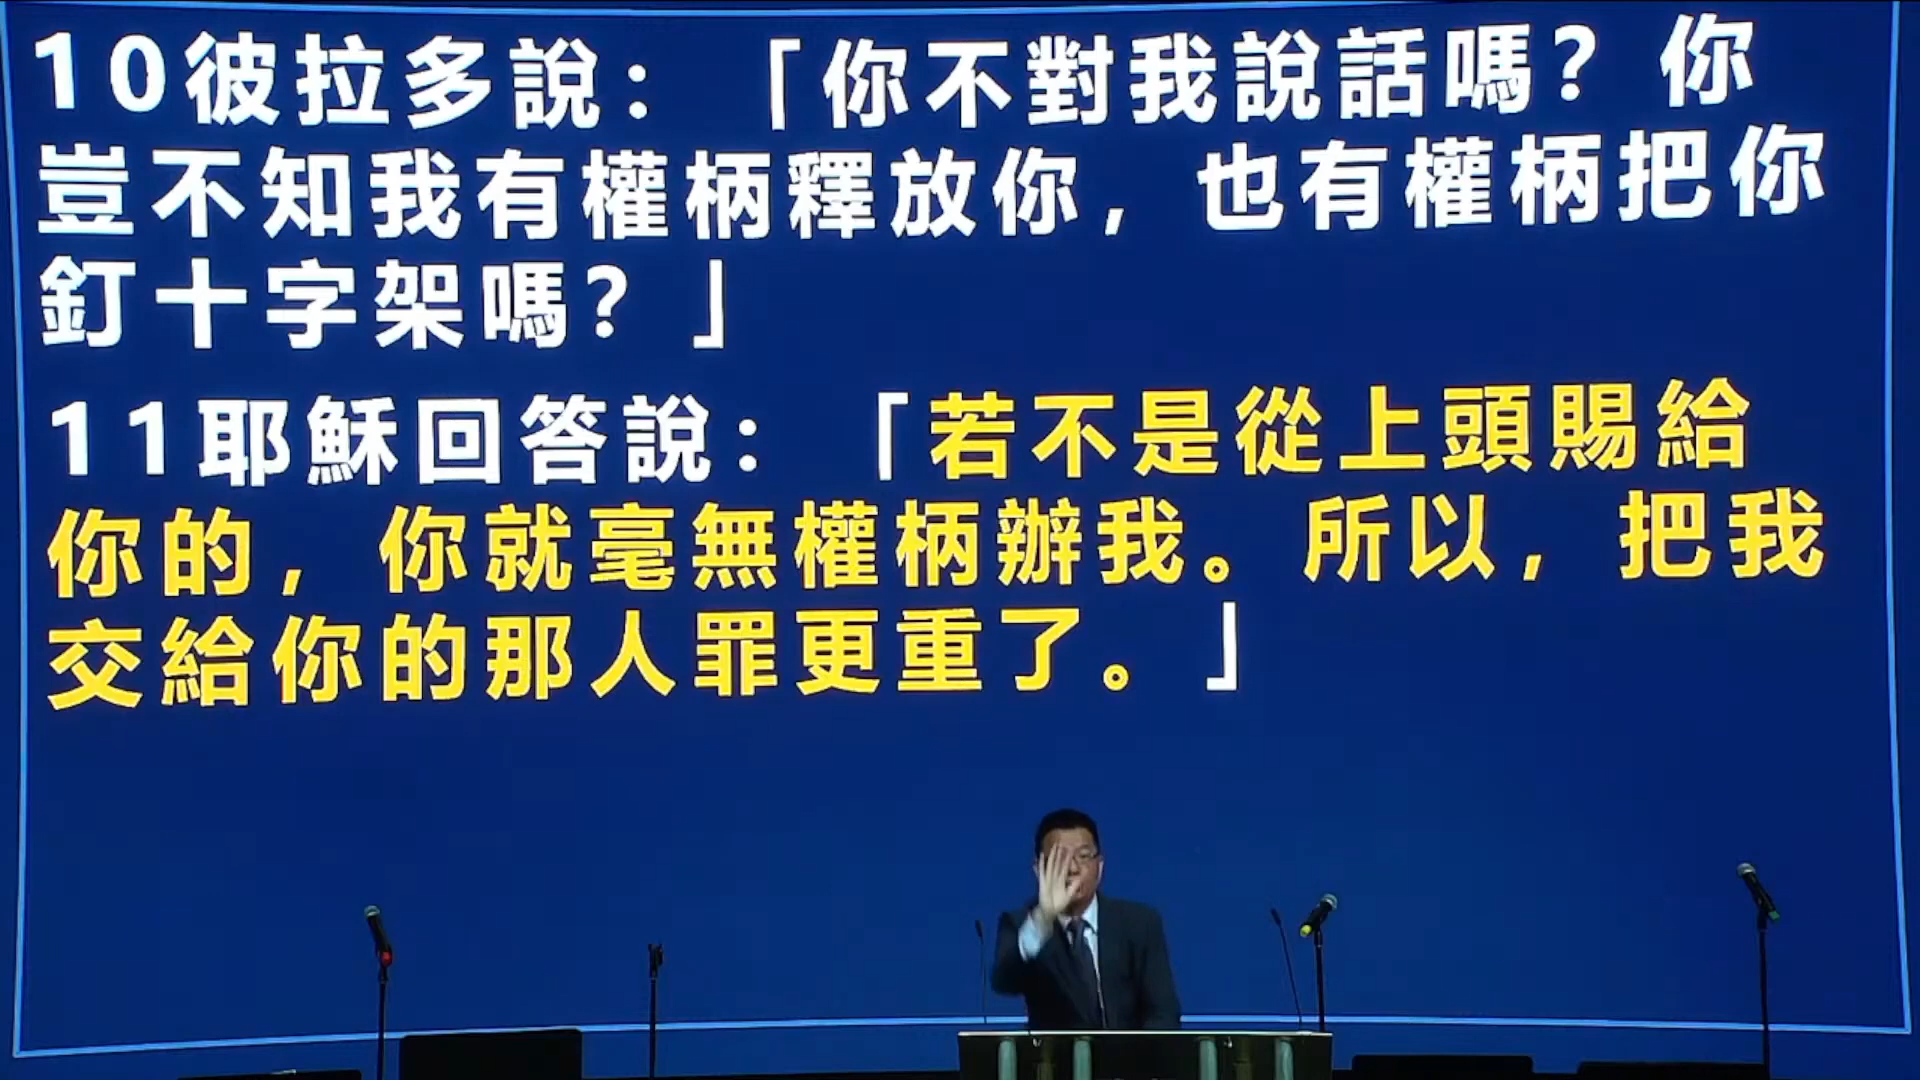 10彼拉多說：「你不對我說話嗎？你
豈不知我有權柄釋放你，也有權柄把你
釘十字架嗎？」
11耶穌回答說：「若不是從上頭賜給
你的，你就毫無權柄辦我。所以，把我
交給你的那人罪更重了。」